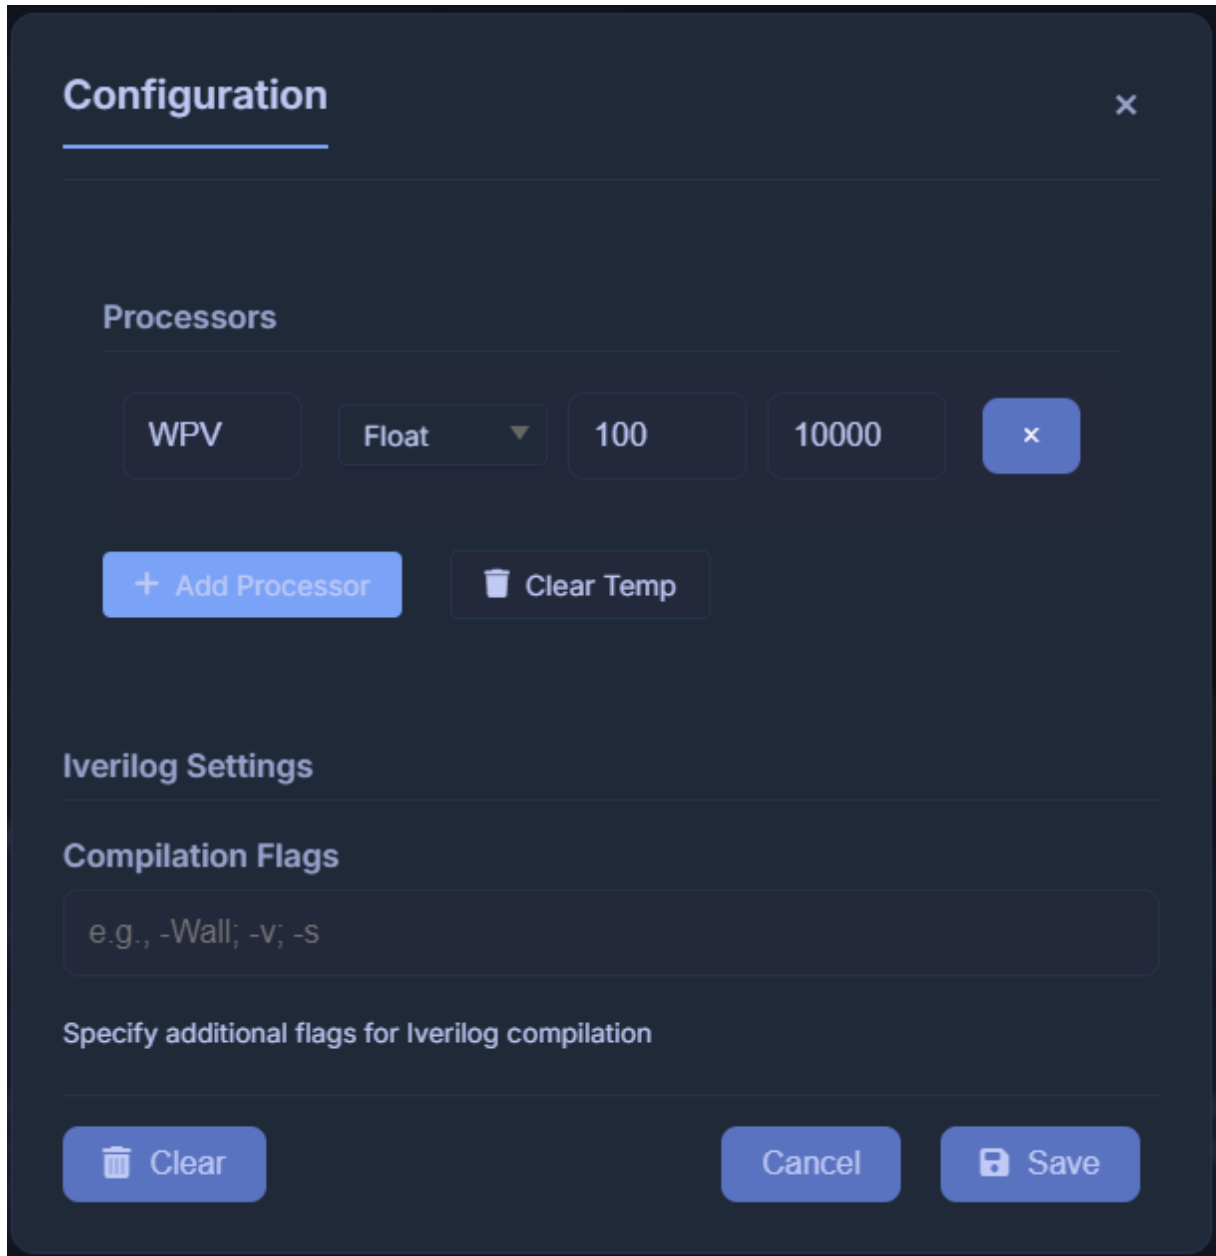 Configuration
×
Processors
WPV Float 100 10000 ×
+ Add Processor Clear Temp
Iverilog Settings
Compilation Flags
e.g., -Wall; -v; -s
Specify additional flags for Iverilog compilation
Clear Cancel Save